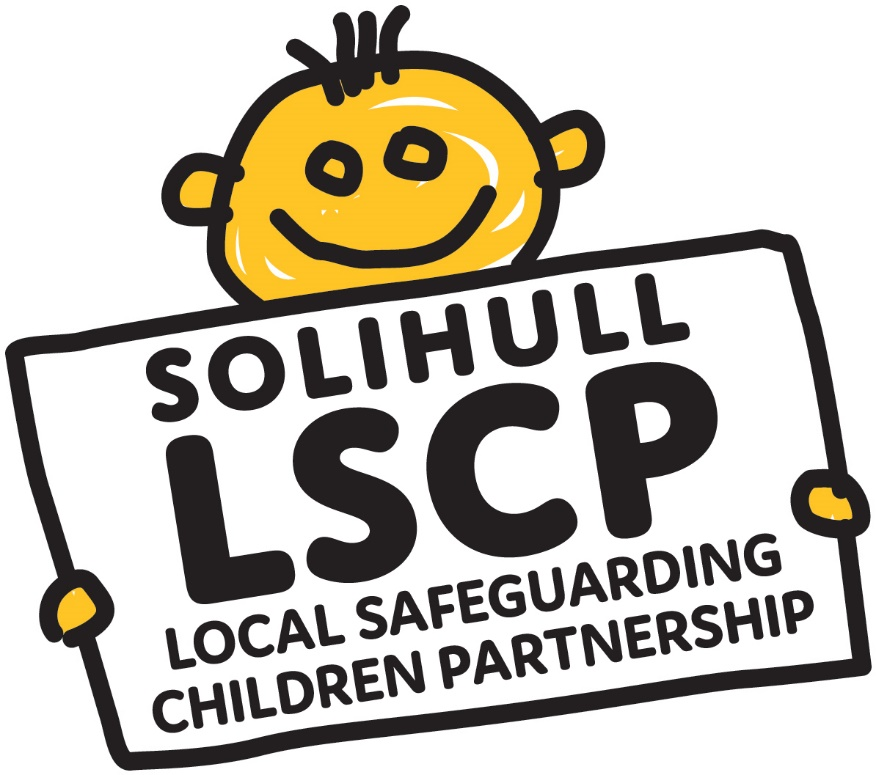 SOLIHULL
LSCP
LOCAL SAFEGUARDING
CHILDREN PARTNERSHIP